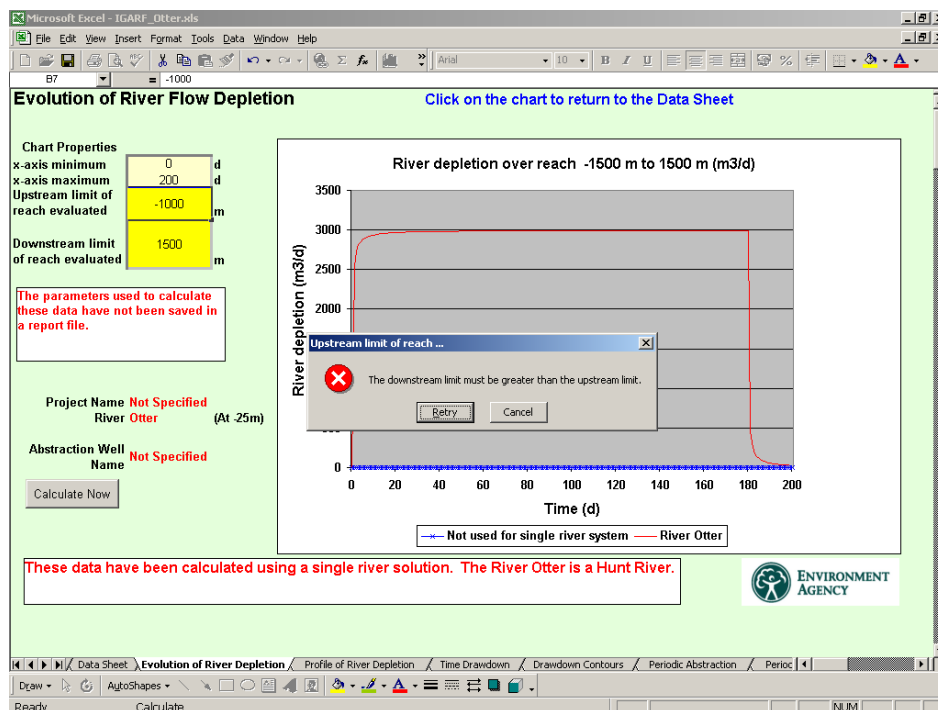 Microsoft Excel - IGARF_Otter.xls
File Edit View Insert Format Tools Data Window Help
Arial 10 B I U %
B7 = -1000
Evolution of River Flow Depletion
Click on the chart to return to the Data Sheet
Chart Properties
x-axis minimum 0 d
x-axis maximum 200 d
Upstream limit of
reach evaluated -1000 m
Downstream limit
of reach evaluated 1500 m
The parameters used to calculate
these data have not been saved in
a report file.
Project Name Not Specified
River Otter (At -25m)
Abstraction Well
Name Not Specified
Calculate Now
River depletion over reach -1500 m to 1500 m (m3/d)
River depletion (m3/d)
3500
3000
2500
2000
0
0 20 40 60 80 100 120 140 160 180 200
Time (d)
Not used for single river system River Otter
Upstream limit of reach ...
The downstream limit must be greater than the upstream limit.
Retry Cancel
These data have been calculated using a single river solution. The River Otter is a Hunt River.
ENVIRONMENT
AGENCY
Data Sheet Evolution of River Depletion Profile of River Depletion Time Drawdown Drawdown Contours Periodic Abstraction Perioc
Draw AutoShapes
Ready Calculate NUM